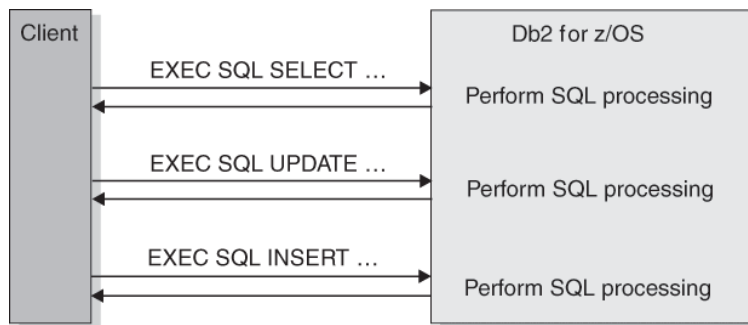 Client
Db2 for z/OS
EXEC SQL SELECT ...
Perform SQL processing
EXEC SQL UPDATE ...
Perform SQL processing
EXEC SQL INSERT ...
Perform SQL processing